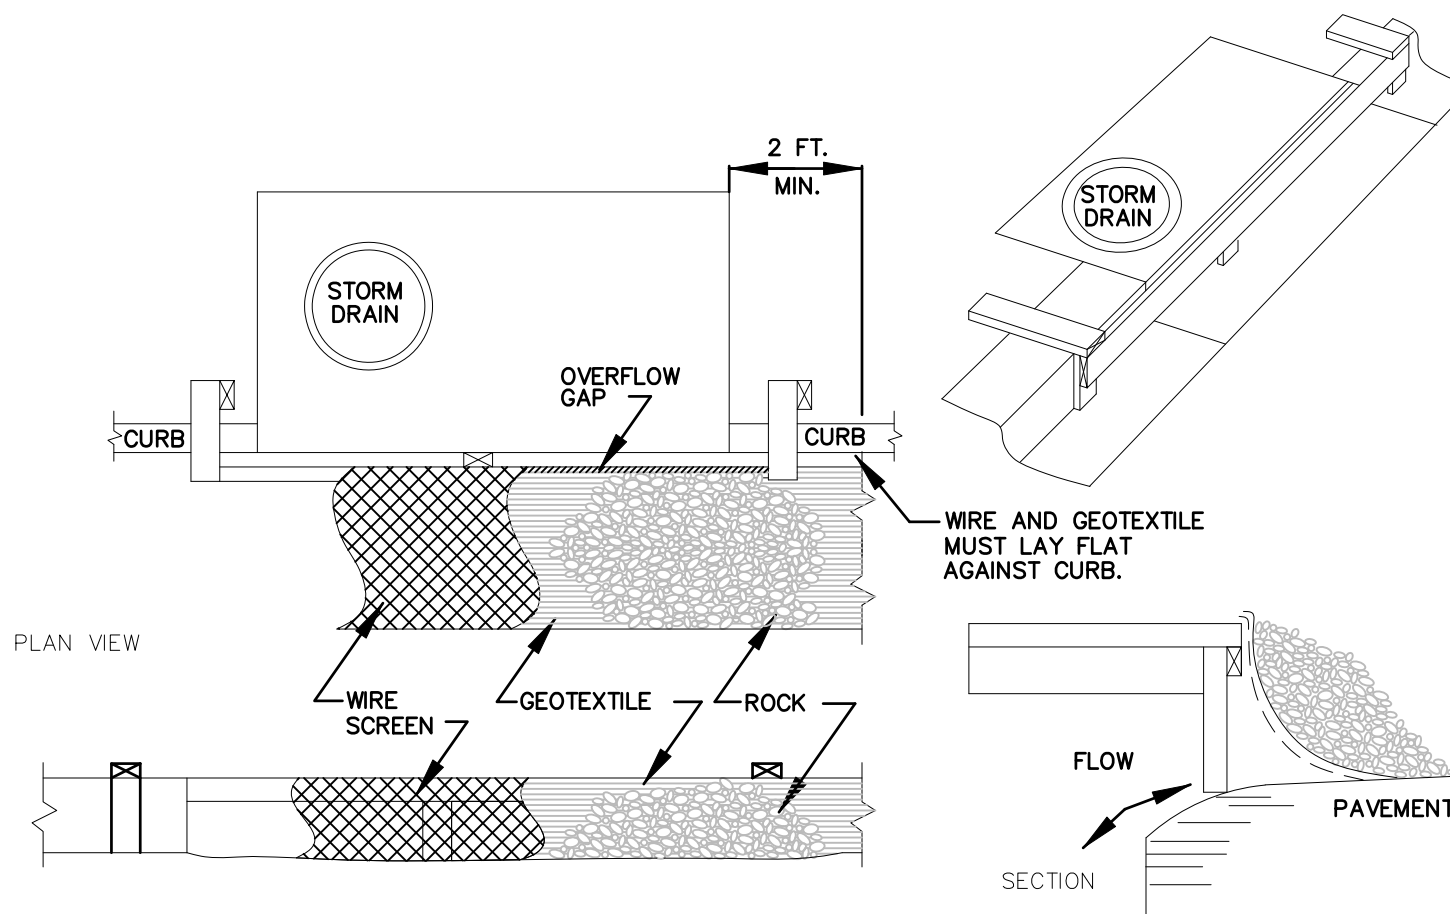 2 FT.
MIN.
STORM
DRAIN
STORM
DRAIN
OVERFLOW
GAP
CURB
CURB
WIRE AND GEOTEXTILE
MUST LAY FLAT
AGAINST CURB.
PLAN VIEW
WIRE
SCREEN
GEOTEXTILE
ROCK
FLOW
PAVEMENT
SECTION